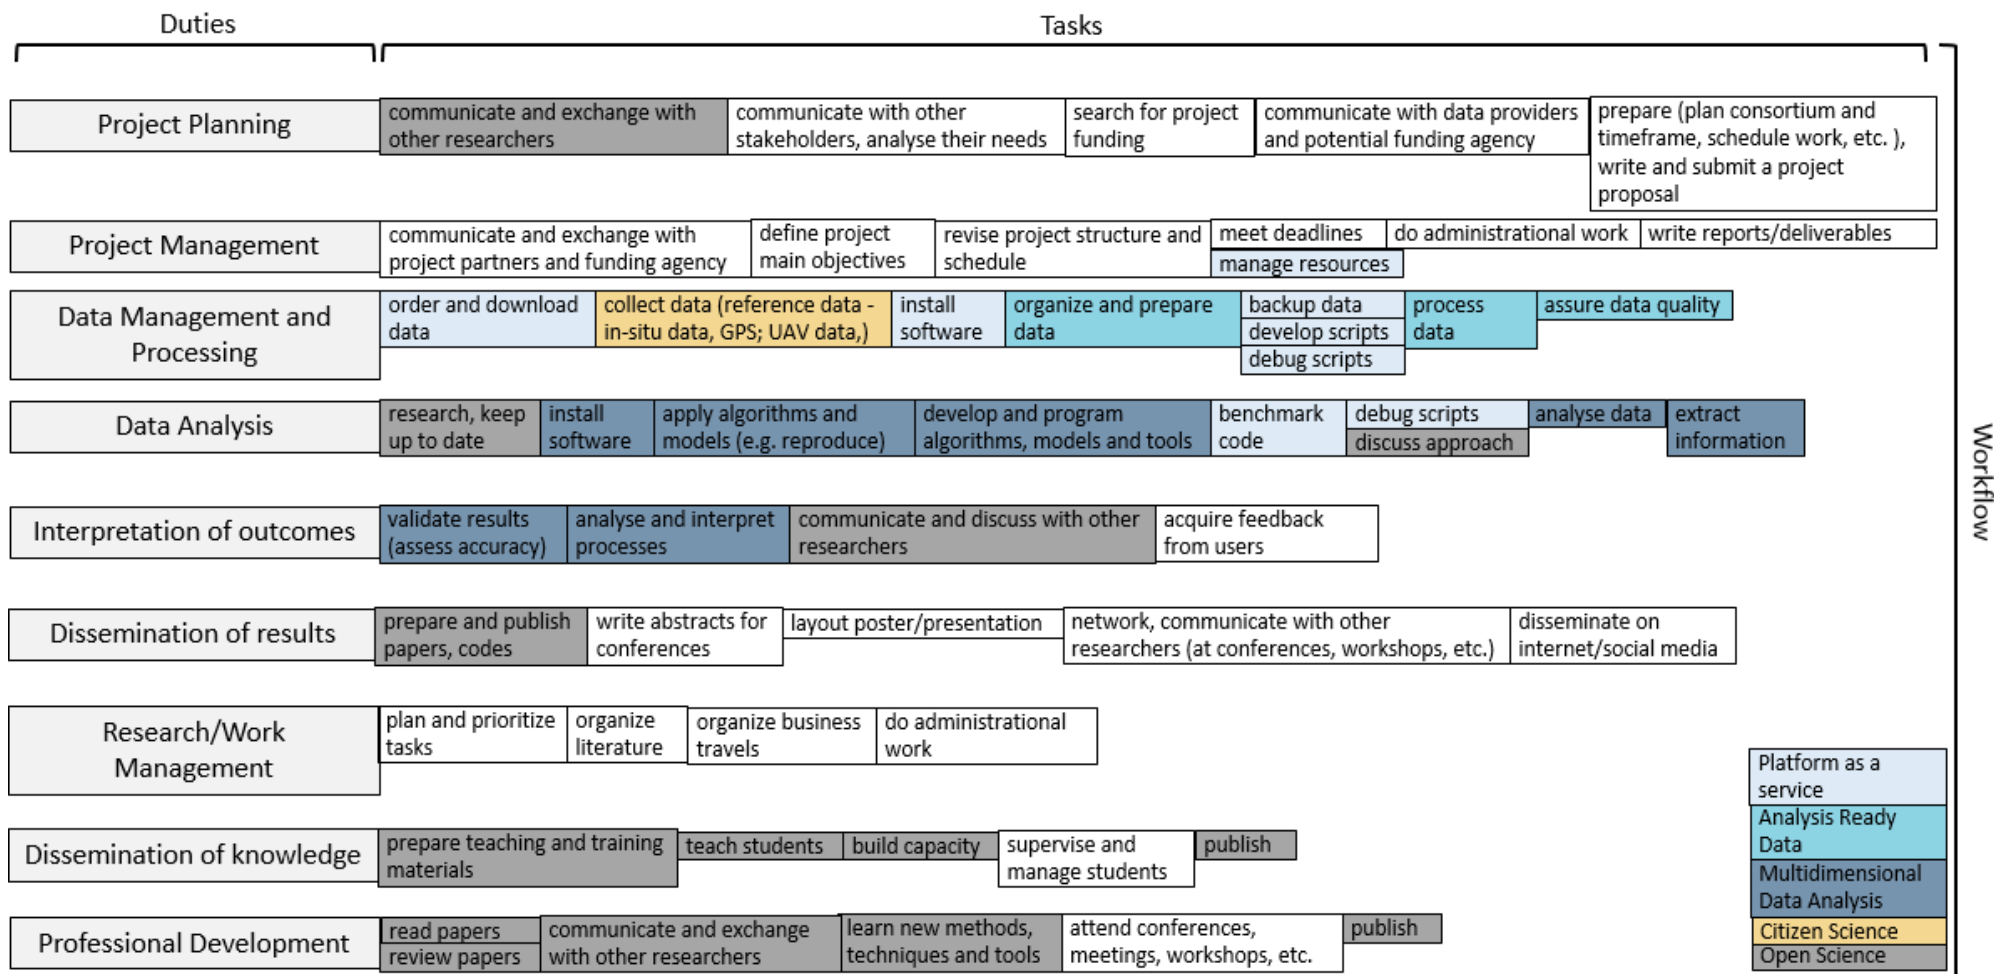 Duties
Tasks
Project Planning
communicate and exchange with
other researchers
communicate with other
stakeholders, analyse their needs
search for project
funding
communicate with data providers
and potential funding agency
prepare (plan consortium and
timeframe, schedule work, etc. ),
write and submit a project
proposal
Project Management
communicate and exchange with
project partners and funding agency
define project
main objectives
revise project structure and
schedule
meet deadlines
manage resources
do administrational work
write reports/deliverables
Data Management and
Processing
order and download
data
collect data (reference data -
in-situ data, GPS; UAV data,)
install
software
organize and prepare
data
backup data
develop scripts
debug scripts
process
data
assure data quality
Data Analysis
research, keep
up to date
install
software
apply algorithms and
models (e.g. reproduce)
develop and program
algorithms, models and tools
benchmark
code
debug scripts
discuss approach
analyse data
extract
information
Workflow
Interpretation of outcomes
validate results
(assess accuracy)
analyse and interpret
processes
communicate and discuss with other
researchers
acquire feedback
from users
Dissemination of results
prepare and publish
papers, codes
write abstracts for
conferences
layout poster/presentation
network, communicate with other
researchers (at conferences, workshops, etc.)
disseminate on
internet/social media
Research/Work
Management
plan and prioritize
tasks
organize
literature
organize business
travels
do administrational
work
Dissemination of knowledge
prepare teaching and training
materials
teach students
build capacity
supervise and
manage students
publish
Professional Development
read papers
review papers
communicate and exchange
with other researchers
learn new methods,
techniques and tools
attend conferences,
meetings, workshops, etc.
publish
Platform as a
service
Analysis Ready
Data
Multidimensional
Data Analysis
Citizen Science
Open Science